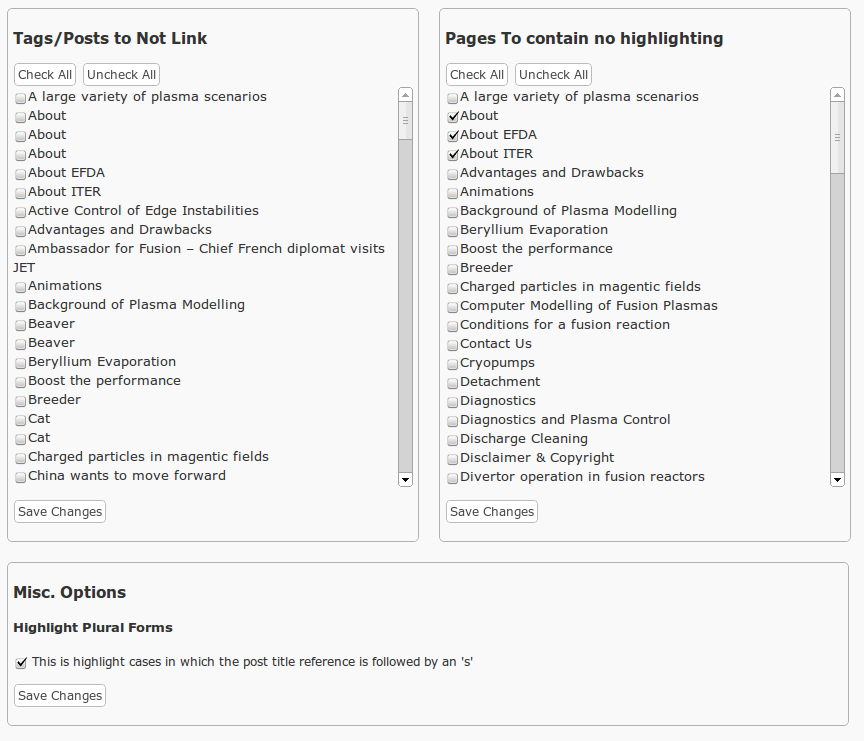 Tags/Posts to Not Link
Check All Uncheck All
A large variety of plasma scenarios
About
About
About
About EFDA
About ITER
Active Control of Edge Instabilities
Advantages and Drawbacks
Ambassador for Fusion – Chief French diplomat visits
JET
Animations
Background of Plasma Modelling
Beaver
Beaver
Beryllium Evaporation
Boost the performance
Breeder
Cat
Cat
Charged particles in magentic fields
China wants to move forward
Save Changes
Pages To contain no highlighting
Check All Uncheck All
A large variety of plasma scenarios
About
About EFDA
About ITER
Advantages and Drawbacks
Animations
Background of Plasma Modelling
Beryllium Evaporation
Boost the performance
Breeder
Charged particles in magentic fields
Computer Modelling of Fusion Plasmas
Conditions for a fusion reaction
Contact Us
Cryopumps
Detachment
Diagnostics
Diagnostics and Plasma Control
Discharge Cleaning
Disclaimer & Copyright
Divertor operation in fusion reactors
Save Changes
Misc. Options
Highlight Plural Forms
This is highlight cases in which the post title reference is followed by an 's'
Save Changes